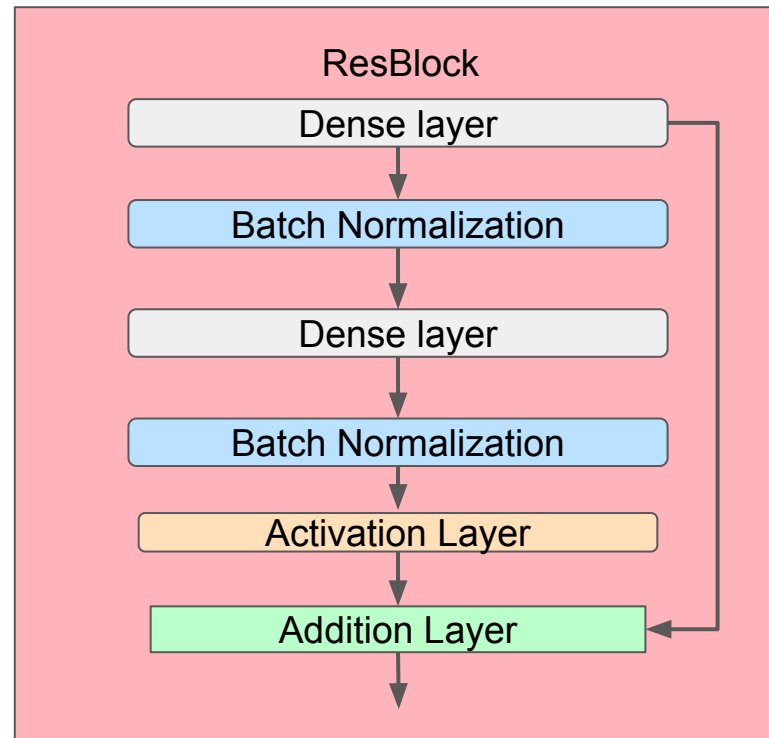 ResBlock
Dense layer
Batch Normalization
Dense layer
Batch Normalization
Activation Layer
Addition Layer